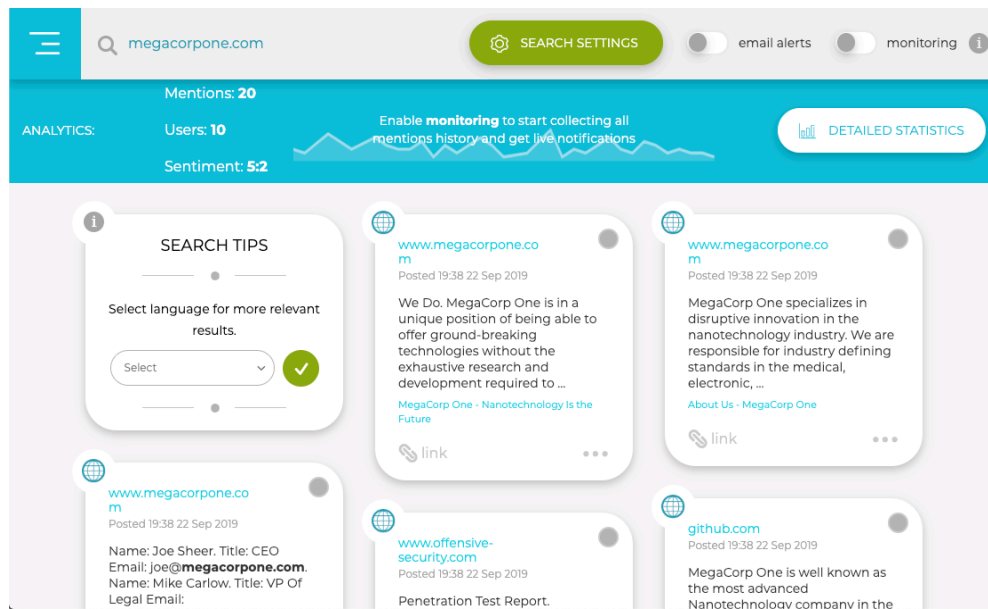 megacorpone.com
SEARCH SETTINGS
email alerts
monitoring
i
ANALYTICS:
Mentions: 20
Users: 10
Sentiment: 5:2
Enable monitoring to start collecting all
mentions history and get live notifications
DETAILED STATISTICS
i
SEARCH TIPS
Select language for more relevant
results.
Select
www.megacorpone.co
m
Posted 19:38 22 Sep 2019
Name: Joe Sheer. Title: CEO
Email: joe@megacorpone.com.
Name: Mike Carlow. Title: VP Of
Legal Email:
www.megacorpone.co
m
Posted 19:38 22 Sep 2019
We Do. MegaCorp One is in a
unique position of being able to
offer ground-breaking
technologies without the
exhaustive research and
development required to ...
MegaCorp One - Nanotechnology Is the
Future
link
www.offensive-
security.com
Posted 19:38 22 Sep 2019
Penetration Test Report.
www.megacorpone.co
m
Posted 19:38 22 Sep 2019
MegaCorp One specializes in
disruptive innovation in the
nanotechnology industry. We are
responsible for industry defining
standards in the medical,
electronic, ...
About Us - MegaCorp One
link
github.com
Posted 19:38 22 Sep 2019
MegaCorp One is well known as
the most advanced
Nanotechnology company in the